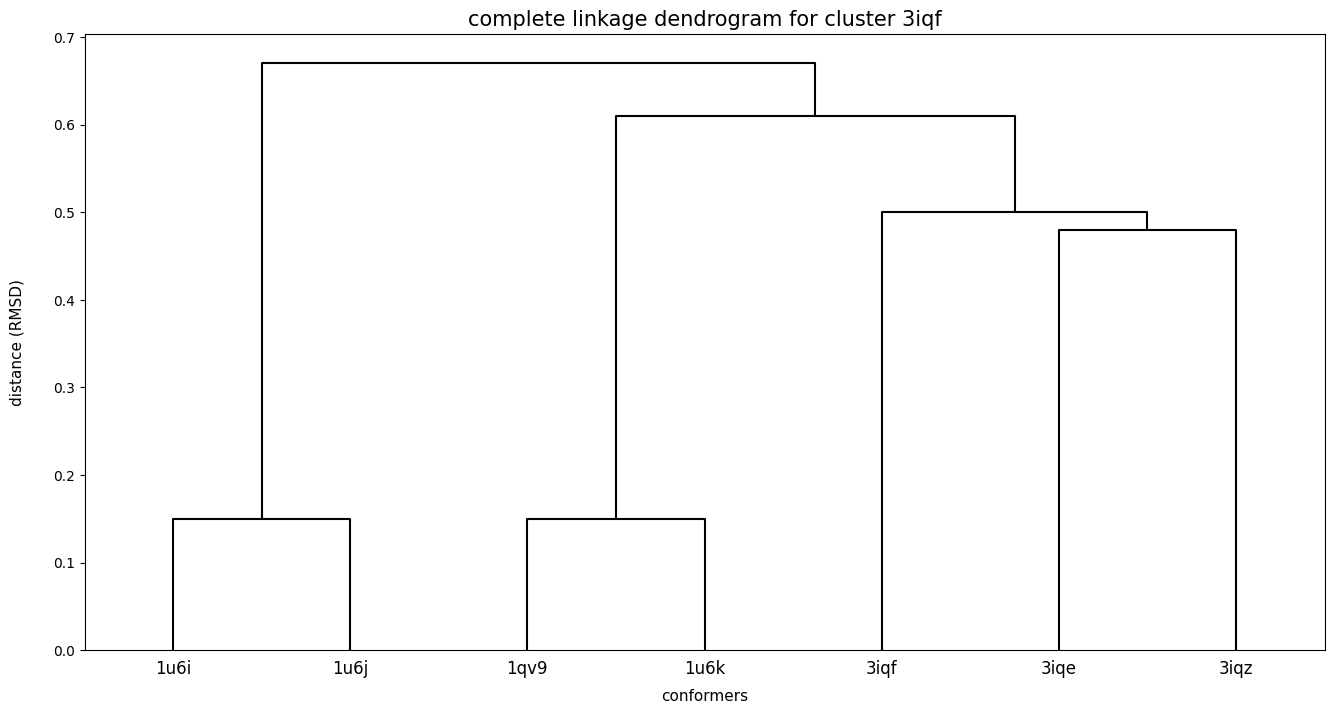 complete linkage dendrogram for cluster 3iqf
0.7
0.6
0.5
0.4
0.3
0.2
0.1
0.0
distance (RMSD)
1u6i 1u6j 1qv9 1u6k 3iqf 3iqe 3iqz
conformers